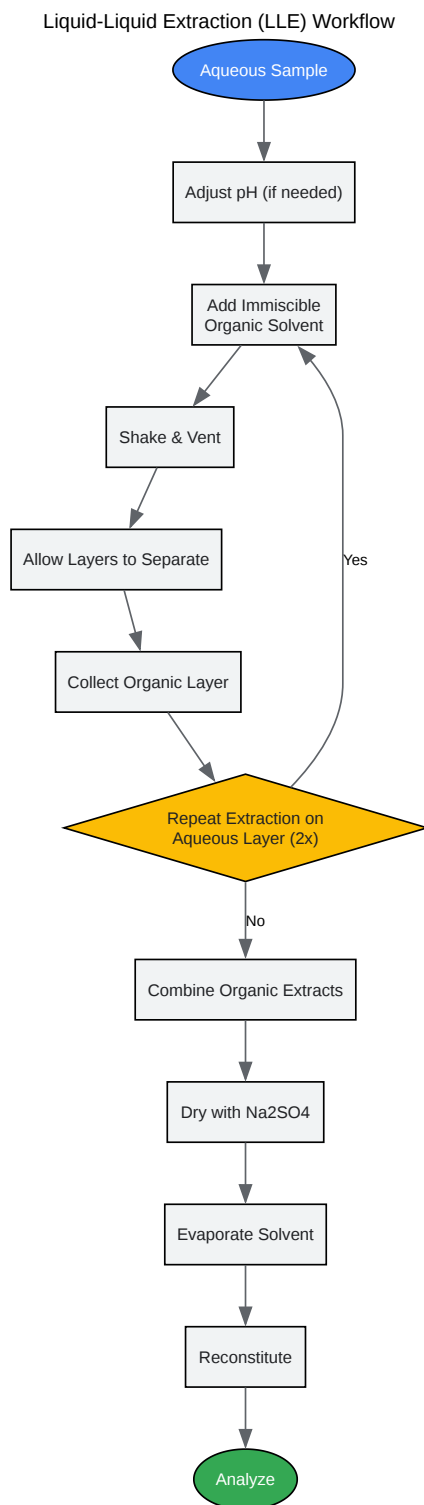 Liquid-Liquid Extraction (LLE) Workflow
Aqueous Sample
Adjust pH (if needed)
Add Immiscible
Organic Solvent
Shake & Vent
Allow Layers to Separate
Yes
Collect Organic Layer
Repeat Extraction on
Aqueous Layer (2x)
No
Combine Organic Extracts
Dry with Na2SO4
Evaporate Solvent
Reconstitute
Analyze